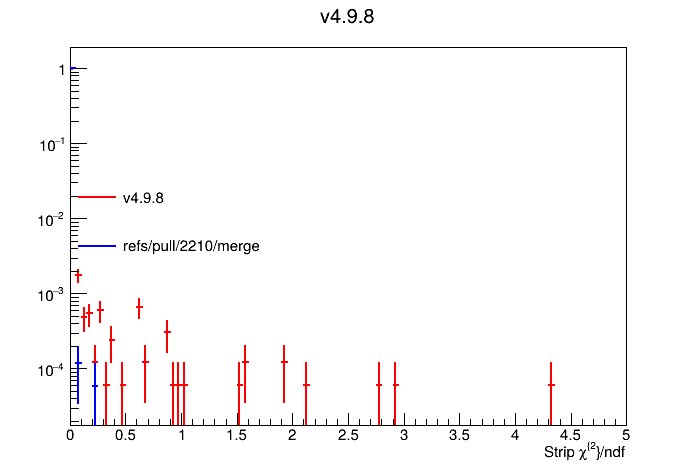 v4.9.8
1
10⁻¹
10⁻²
10⁻³
10⁻⁴
v4.9.8
refs/pull/2210/merge
0 0.5 1 1.5 2 2.5 3 3.5 4 4.5 5
Strip χ^{2}/ndf